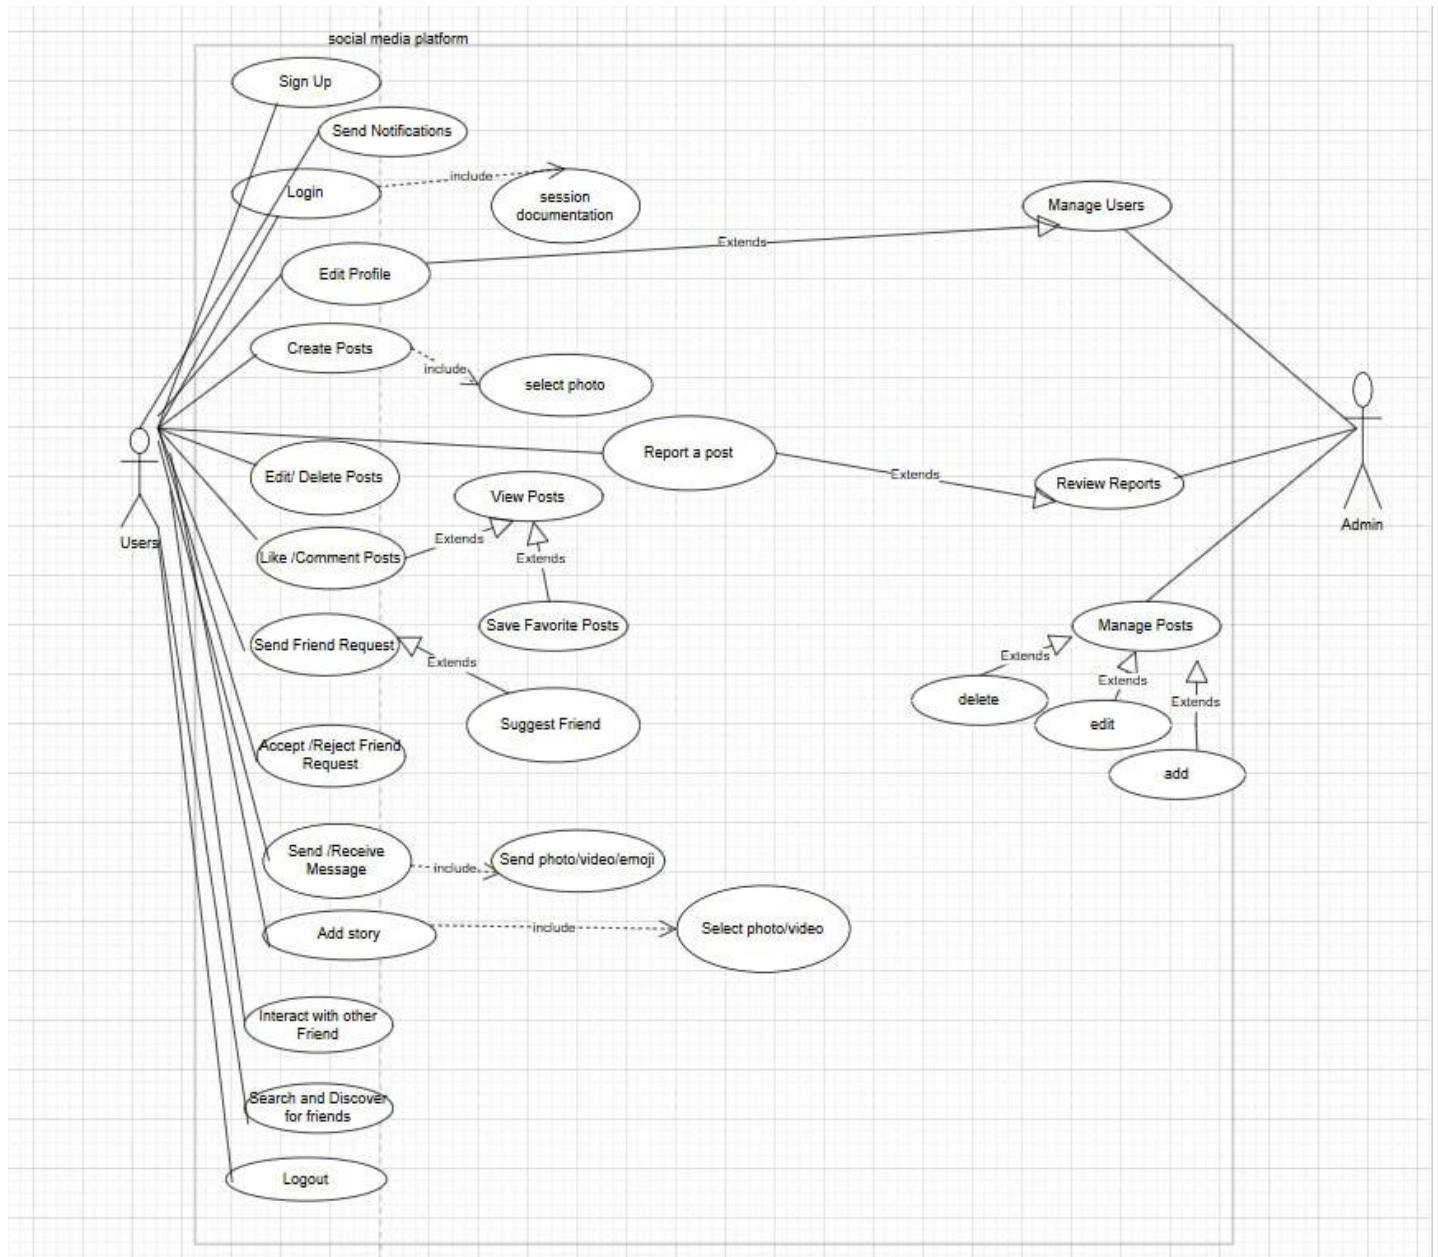 social media platform
Sign Up
Send Notifications
Login
include
session
documentation
Manage Users
Extends
Edit Profile
Create Posts
include
select photo
Report a post
Extends
Review Reports
Edit/ Delete Posts
View Posts
Users
Admin
Like /Comment Posts
Extends
Extends
Save Favorite Posts
Manage Posts
Send Friend Request
Extends
Extends
Extends
Extends
delete
edit
add
Suggest Friend
Accept /Reject Friend
Request
Send /Receive
Message
include
Send photo/video/emoji
Add story
include
Select photo/video
Interact with other
Friend
Search and Discover
for friends
Logout